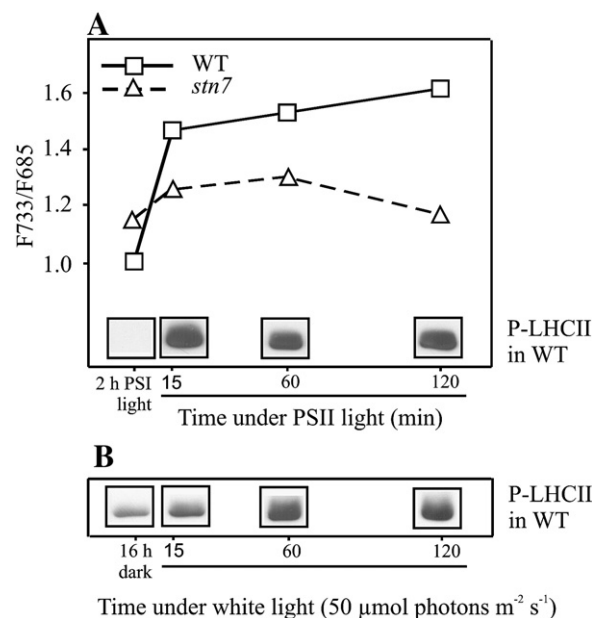 A
WT
stn7
1.6
1.4
1.2
1.0
F733/F685
P-LHCII
in WT
2 h PSI
light
15
60
120
Time under PSII light (min)
B
P-LHCII
in WT
16 h
dark
15
60
120
Time under white light (50 μmol photons m⁻² s⁻¹)